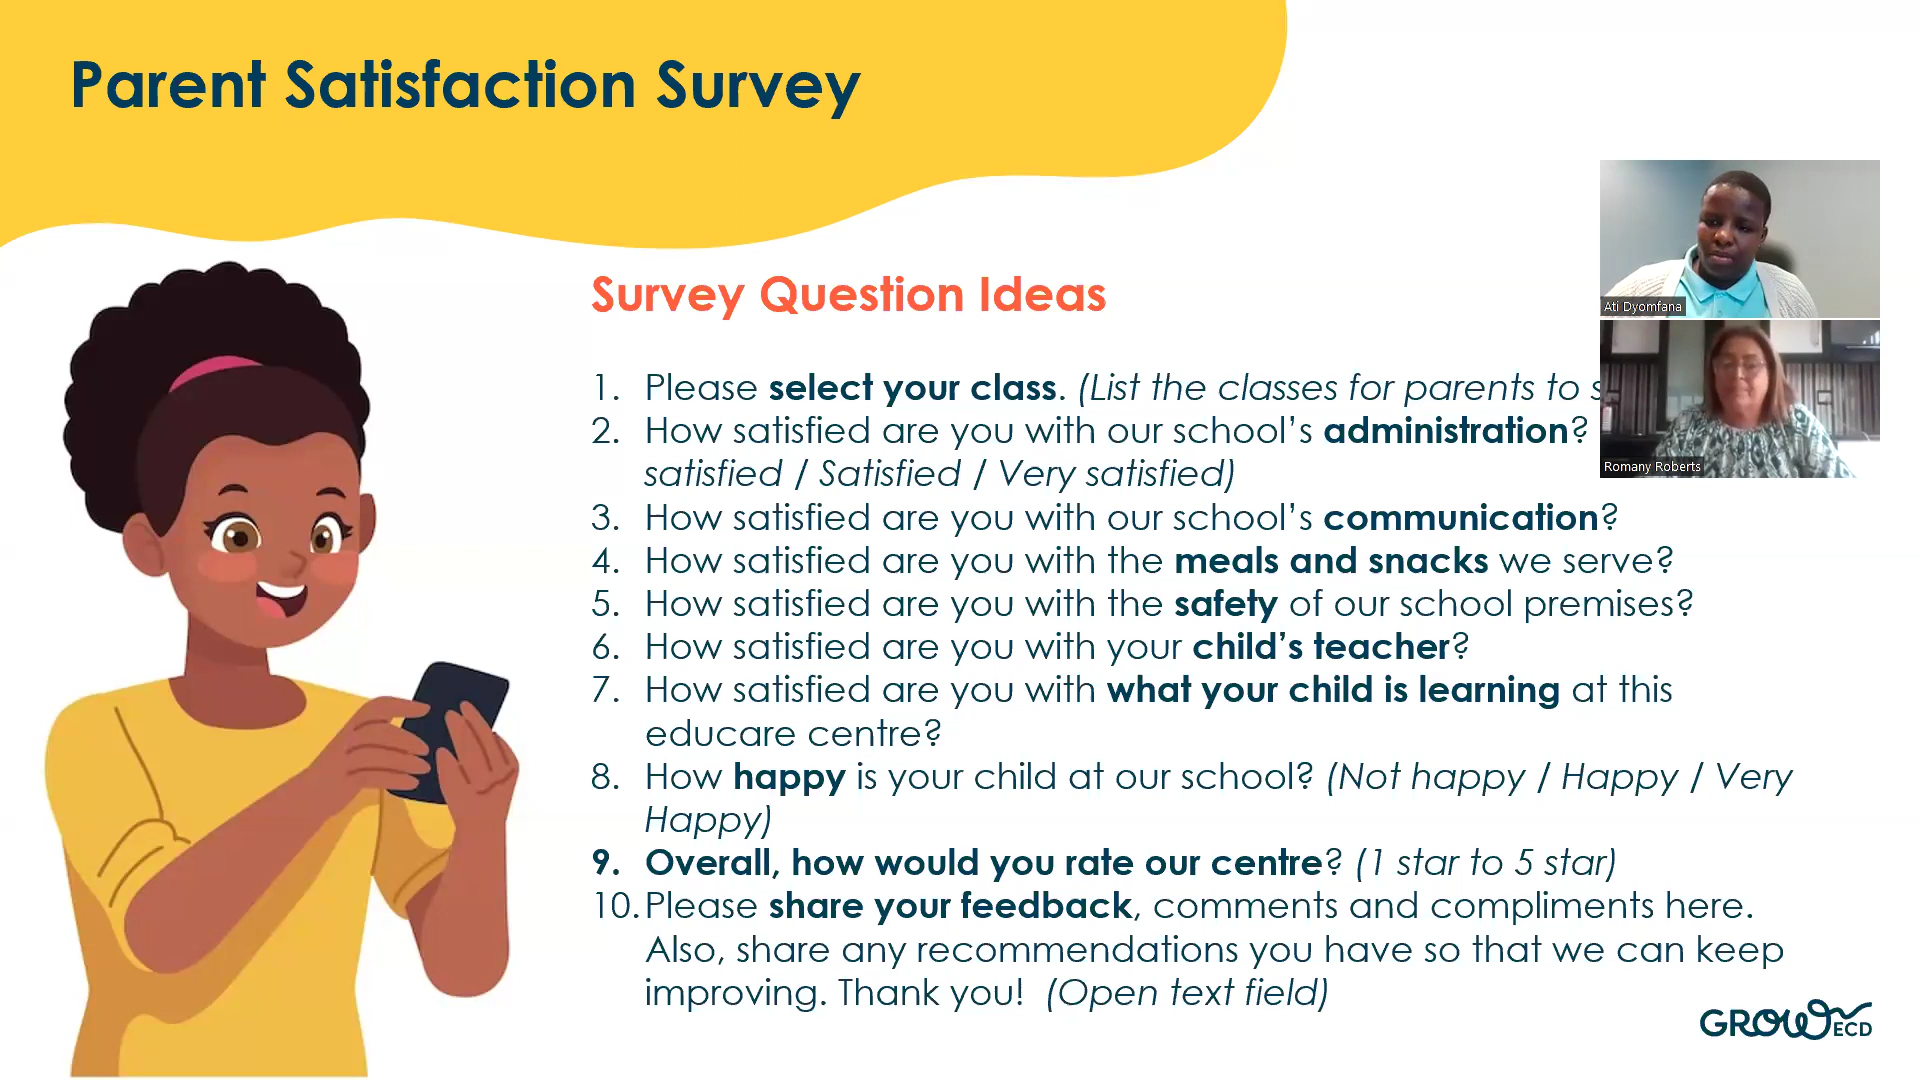 Parent Satisfaction Survey
Survey Question Ideas
1. Please select your class. (List the classes for parents to
2. How satisfied are you with our school’s administration?
satisfied / Satisfied / Very satisfied)
3. How satisfied are you with our school’s communication?
4. How satisfied are you with the meals and snacks we serve?
5. How satisfied are you with the safety of our school premises?
6. How satisfied are you with your child’s teacher?
7. How satisfied are you with what your child is learning at this
educare centre?
8. How happy is your child at our school? (Not happy / Happy / Very
Happy)
9. Overall, how would you rate our centre? (1 star to 5 star)
10. Please share your feedback, comments and compliments here.
Also, share any recommendations you have so that we can keep
improving. Thank you! (Open text field)
Ati Dyomfana
Romany Roberts
GROW ECD